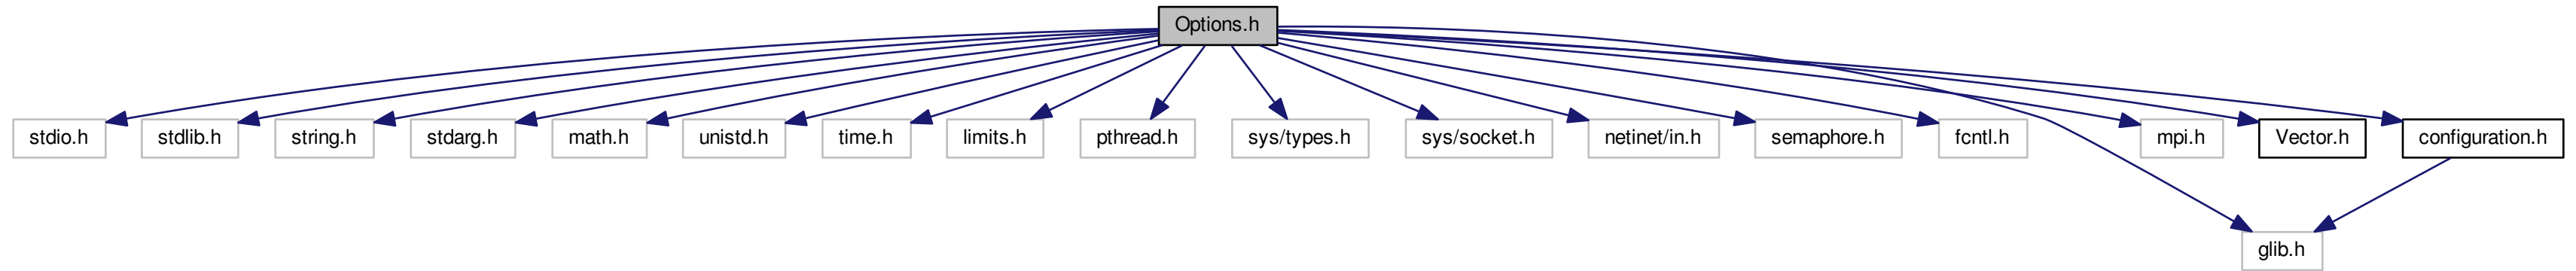 Options.h
stdio.h
stdlib.h
string.h
stdarg.h
math.h
unistd.h
time.h
limits.h
pthread.h
sys/types.h
sys/socket.h
netinet/in.h
semaphore.h
fcntl.h
mpi.h
Vector.h
configuration.h
glib.h